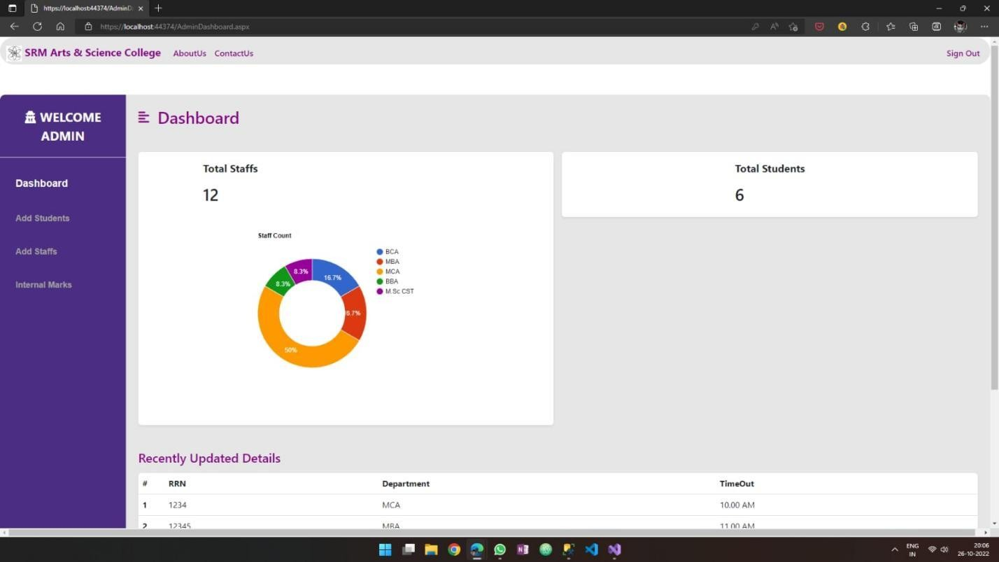 https://localhost:44374/AdminD
https://localhost:44374/AdminDashboard.aspx
SRM Arts & Science College AboutUs ContactUs Sign Out
WELCOME
ADMIN
Dashboard
Add Students
Add Staffs
Internal Marks
Dashboard
Total Staffs
12
Total Students
6
Staff Count
BCA
MBA
MCA
BBA
M.Sc CST
8.3%
16.7%
8.3%
6.7%
50%
Recently Updated Details
# RRN Department TimeOut
1 1234 MCA 10.00 AM
2 12345 MBA 11.00 AM
ENG
IN
20:06
26-10-2022